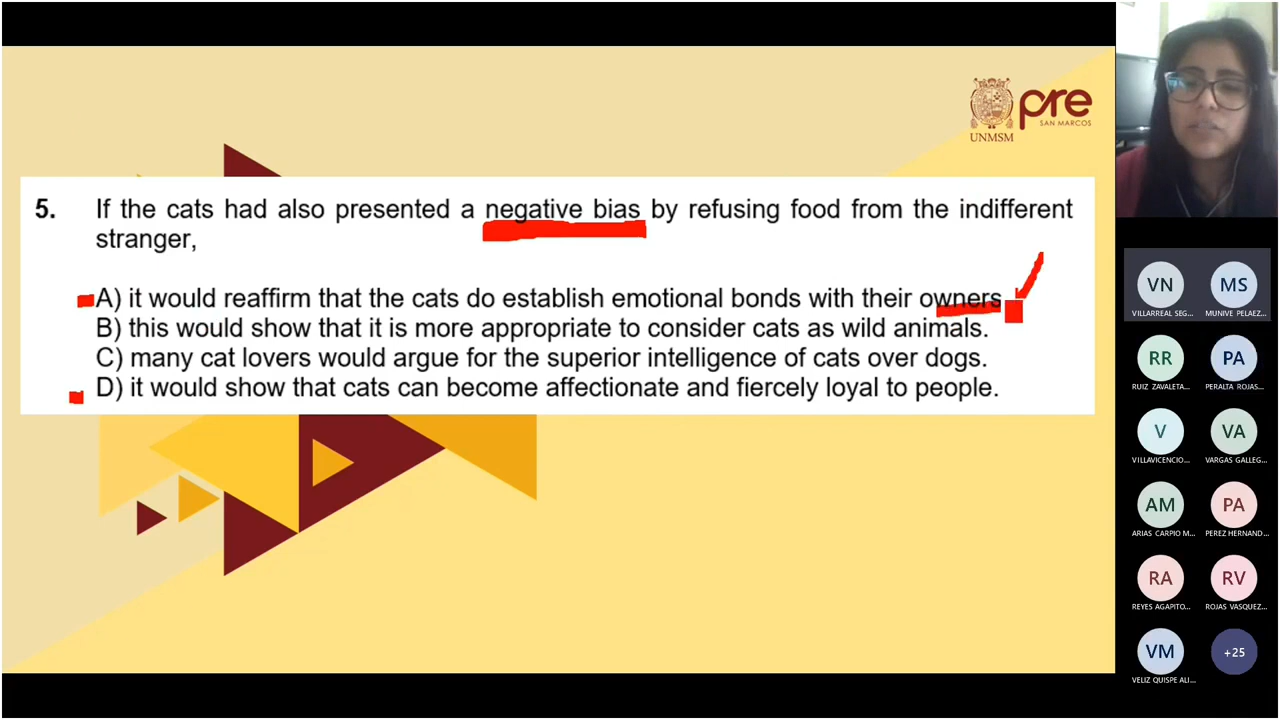 UNMSM
pre
SAN MARCOS
5. If the cats had also presented a negative bias by refusing food from the indifferent
stranger,
A) it would reaffirm that the cats do establish emotional bonds with their owners
B) this would show that it is more appropriate to consider cats as wild animals.
C) many cat lovers would argue for the superior intelligence of cats over dogs.
D) it would show that cats can become affectionate and fiercely loyal to people.
VN MS
VILLARREAL SEG... MUNIVE PELAEZ...
RR PA
RUIZ ZAVALETA... PERALTA ROJAS...
V VA
VILLAVICENCIO... VARGAS GALLEG...
AM PA
ARIAS CARPIO M... PEREZ HERNAND...
RA RV
REYES AGAPITO... ROJAS VASQUEZ...
VM +25
VELIZ QUISPE ALI...